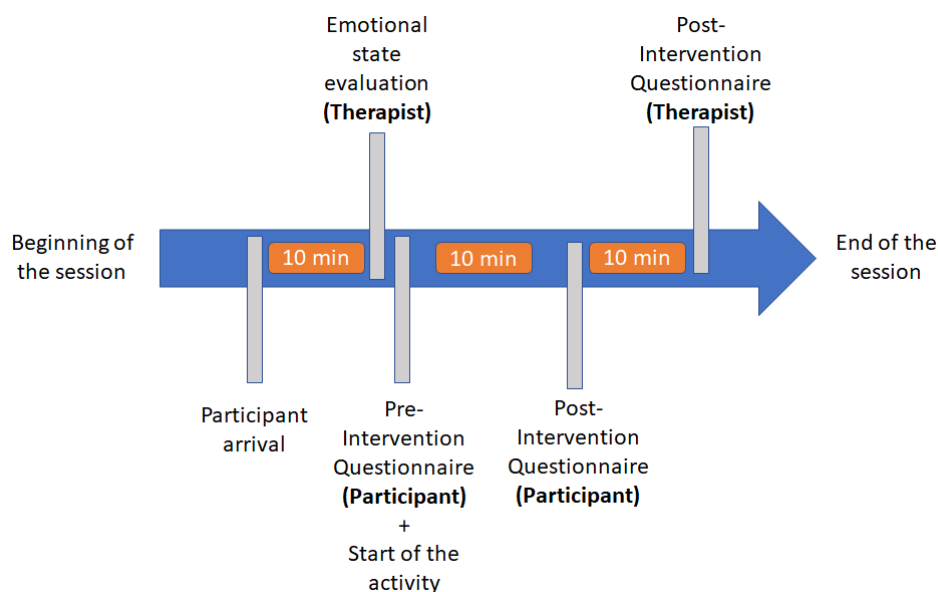 Emotional
state
evaluation
(Therapist)
Post-
Intervention
Questionnaire
(Therapist)
Beginning of
the session
10 min
10 min
10 min
End of the
session
Participant
arrival
Pre-
Intervention
Questionnaire
(Participant)
+
Start of the
activity
Post-
Intervention
Questionnaire
(Participant)